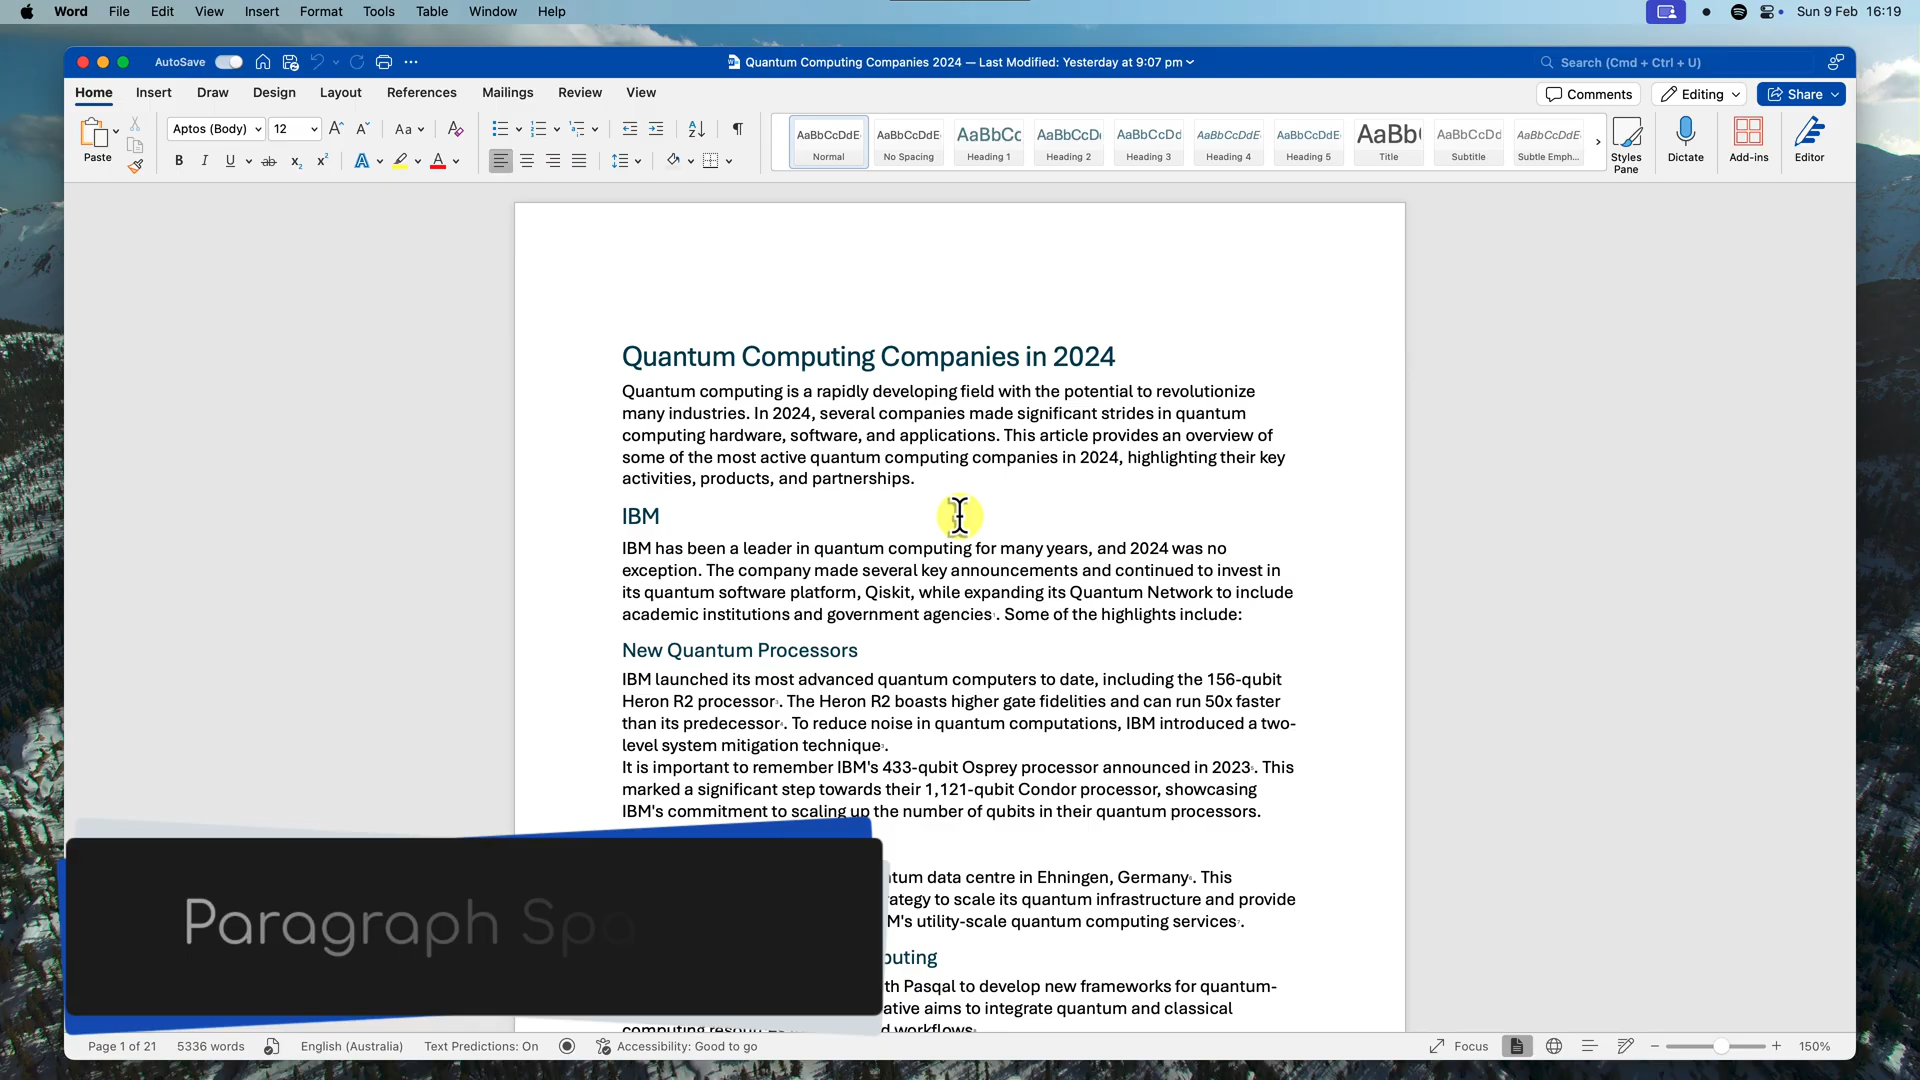 Word File Edit View Insert Format Tools Table Window Help
Sun 9 Feb 16:19
AutoSave
Quantum Computing Companies 2024 — Last Modified: Yesterday at 9:07 pm
Search (Cmd + Ctrl + U)
Home Insert Draw Design Layout References Mailings Review View
Comments Editing Share
Paste
Aptos (Body) 12
AaBbCcDdE Normal
AaBbCcDdE No Spacing
AaBbCc Heading 1
AaBbCcD Heading 2
AaBbCcDd Heading 3
AaBbCcDdE Heading 4
AaBbCcDdE Heading 5
AaBb Title
AaBbCcDd Subtitle
AaBbCcDdE Subtle Emph...
Styles Pane
Dictate
Add-ins
Editor
Quantum Computing Companies in 2024
Quantum computing is a rapidly developing field with the potential to revolutionize
many industries. In 2024, several companies made significant strides in quantum
computing hardware, software, and applications. This article provides an overview of
some of the most active quantum computing companies in 2024, highlighting their key
activities, products, and partnerships.
IBM
IBM has been a leader in quantum computing for many years, and 2024 was no
exception. The company made several key announcements and continued to invest in
its quantum software platform, Qiskit, while expanding its Quantum Network to include
academic institutions and government agencies. Some of the highlights include:
New Quantum Processors
IBM launched its most advanced quantum computers to date, including the 156-qubit
Heron R2 processor. The Heron R2 boasts higher gate fidelities and can run 50x faster
than its predecessor. To reduce noise in quantum computations, IBM introduced a two-
level system mitigation technique.
It is important to remember IBM's 433-qubit Osprey processor announced in 2023. This
marked a significant step towards their 1,121-qubit Condor processor, showcasing
IBM's commitment to scaling up the number of qubits in their quantum processors.
tum data centre in Ehningen, Germany. This
ategy to scale its quantum infrastructure and provide
M's utility-scale quantum computing services.
puting
th Pasqal to develop new frameworks for quantum-
ative aims to integrate quantum and classical
computing d workflows.
Paragraph Spa
Page 1 of 21 5336 words English (Australia) Text Predictions: On Accessibility: Good to go Focus 150%